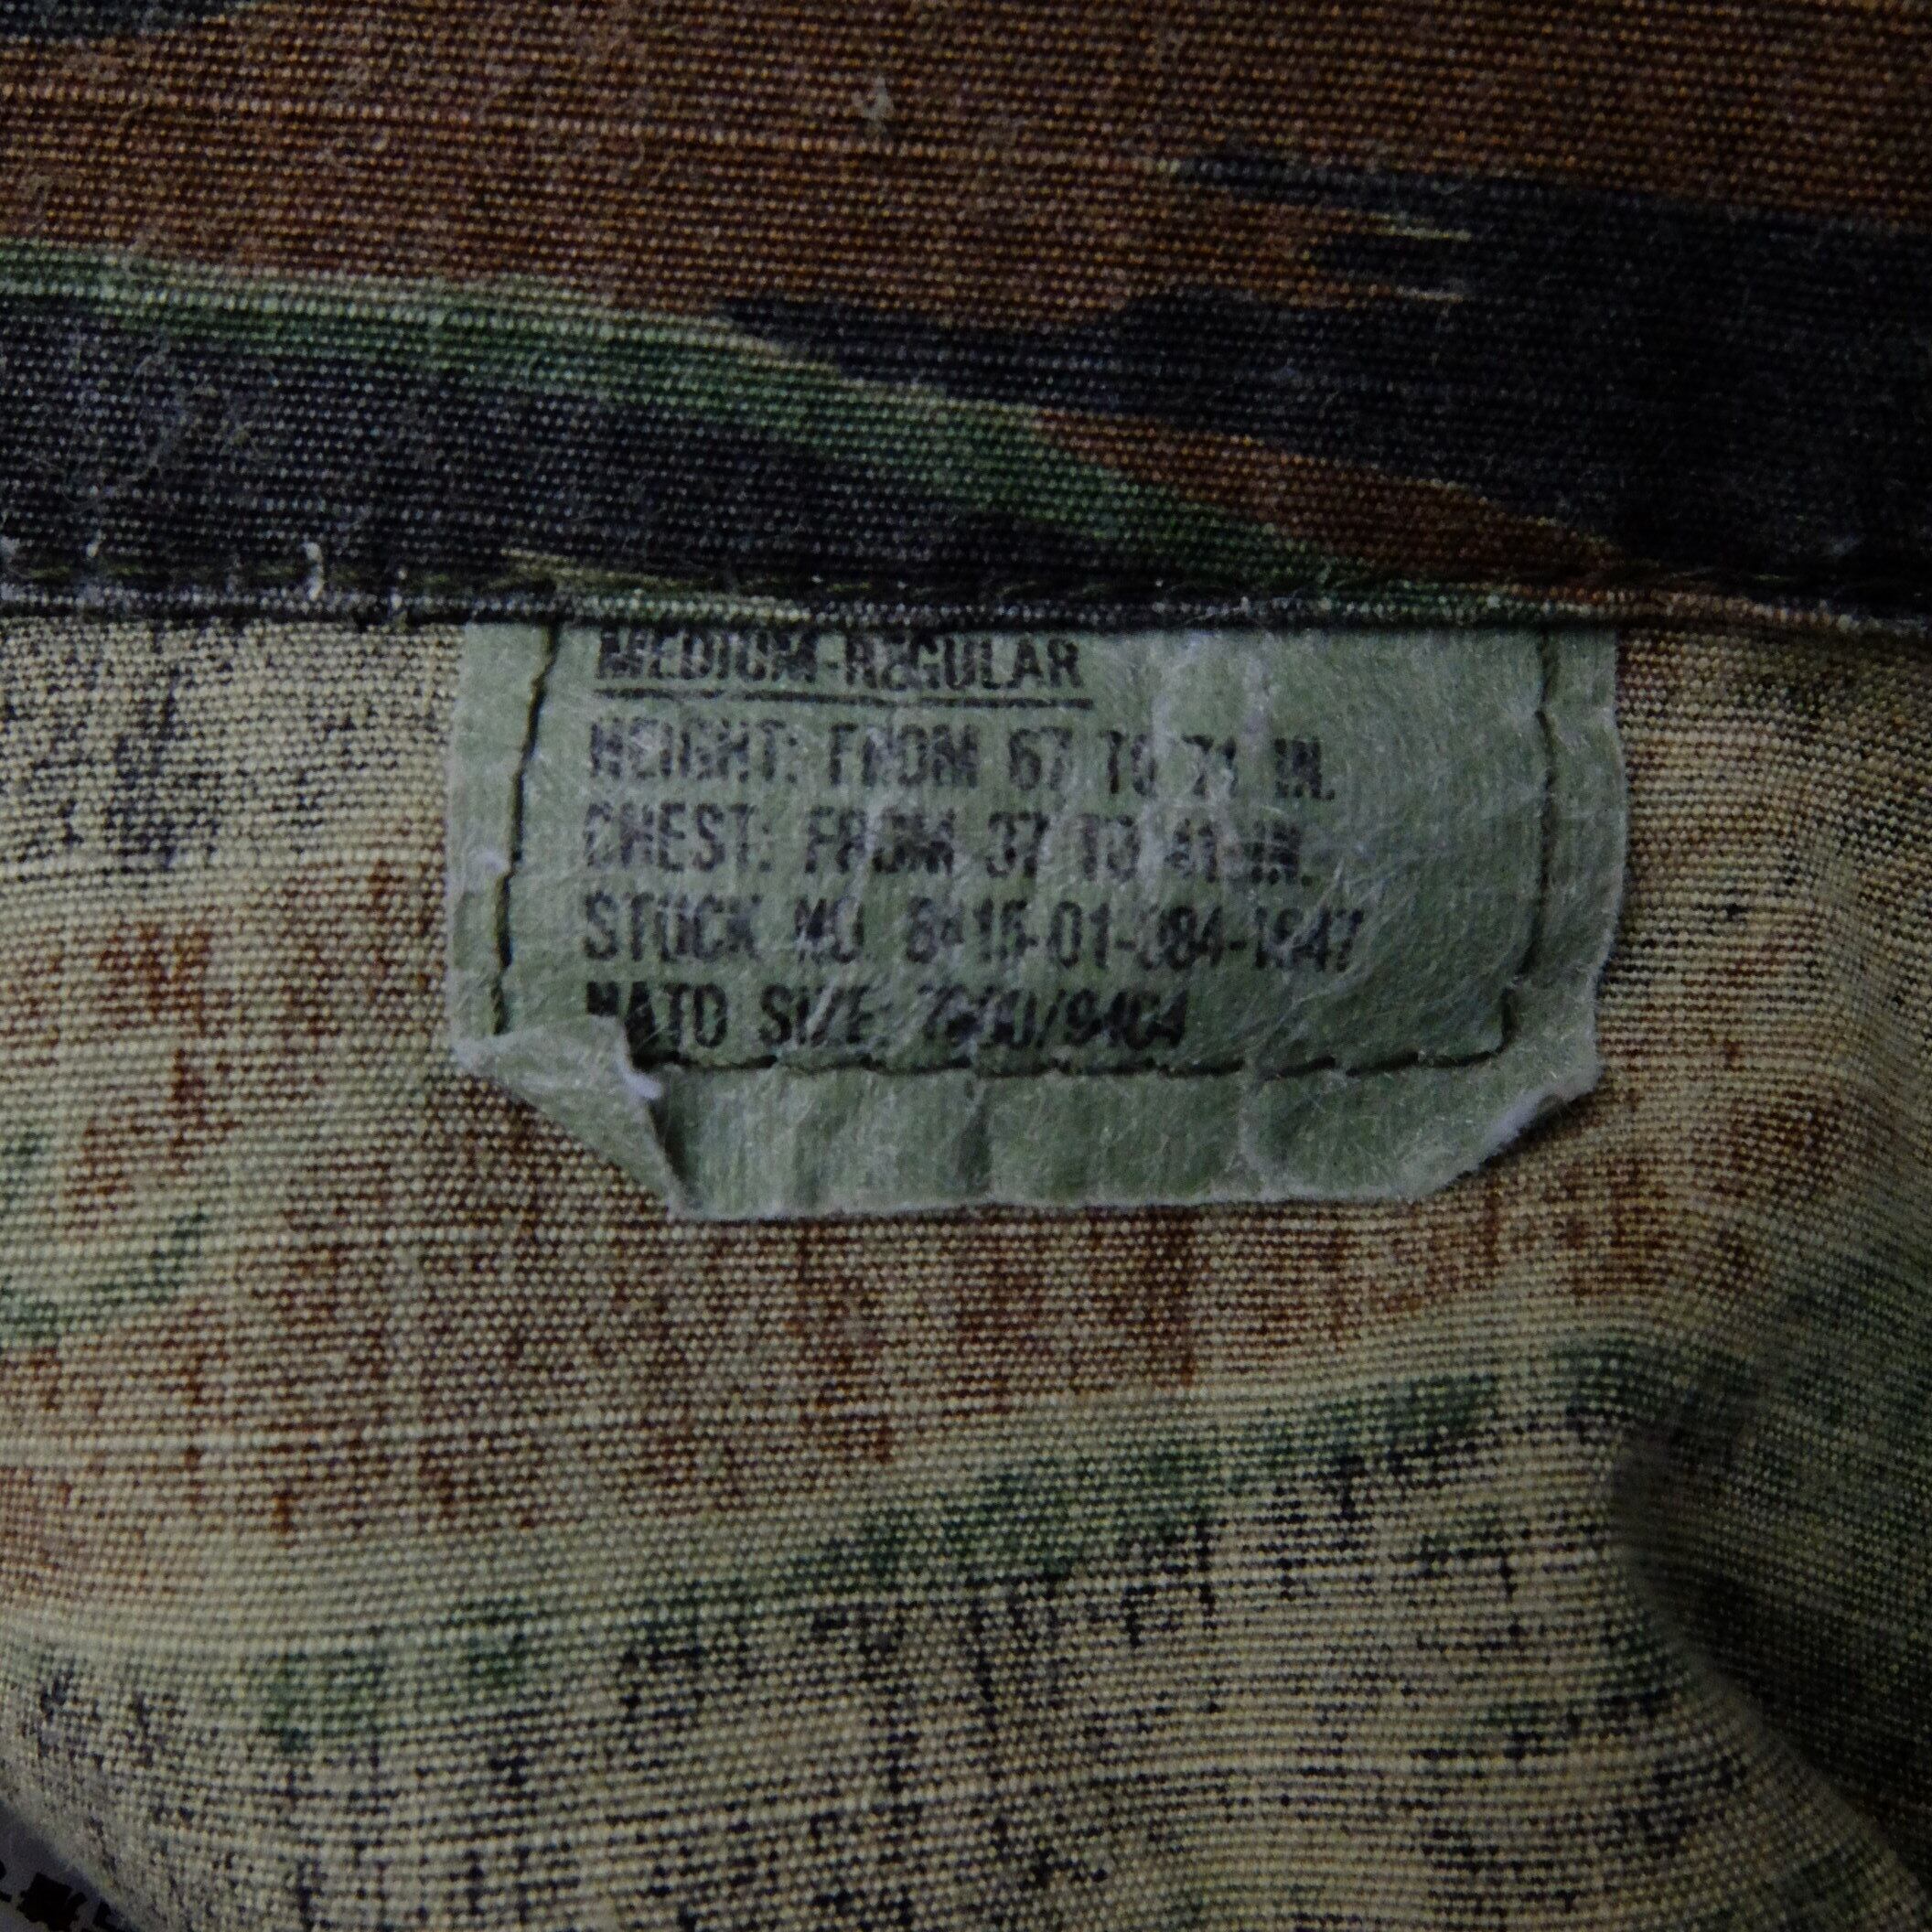 MEDIUM-REGULAR
HEIGHT: FROM 67 TO 71 IN.
CHEST: FROM 37 TO 41 IN.
STOCK NO. 8415-01-084-1647
NATO SIZE: